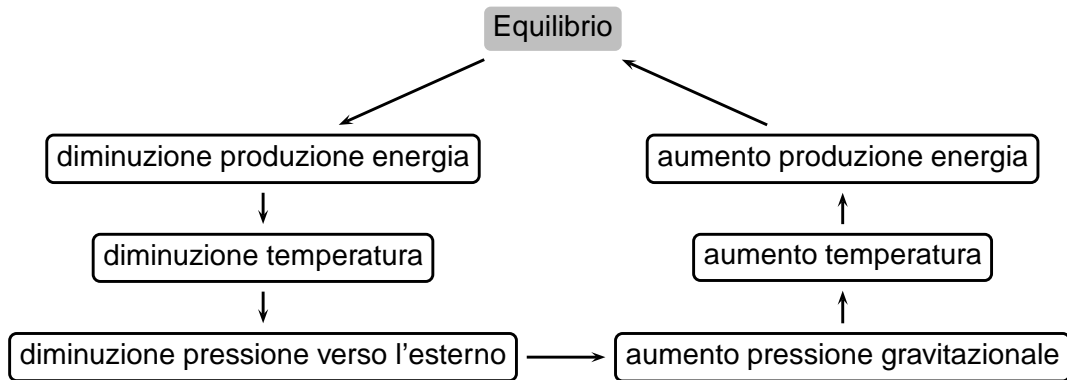 Equilibrio
diminuzione produzione energia
aumento produzione energia
diminuzione temperatura
aumento temperatura
diminuzione pressione verso l'esterno
aumento pressione gravitazionale